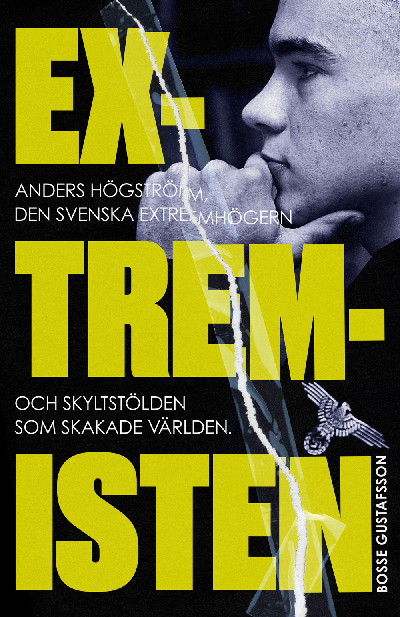 EX-
ANDERS HÖGSTRÖM,
DEN SVENSKA EXTREMHÖGERN
TREM-
OCH SKYLTSTÖLDEN
SOM SKAKADE VÄRLDEN.
ISTEN
BOSSE GUSTAFSSON